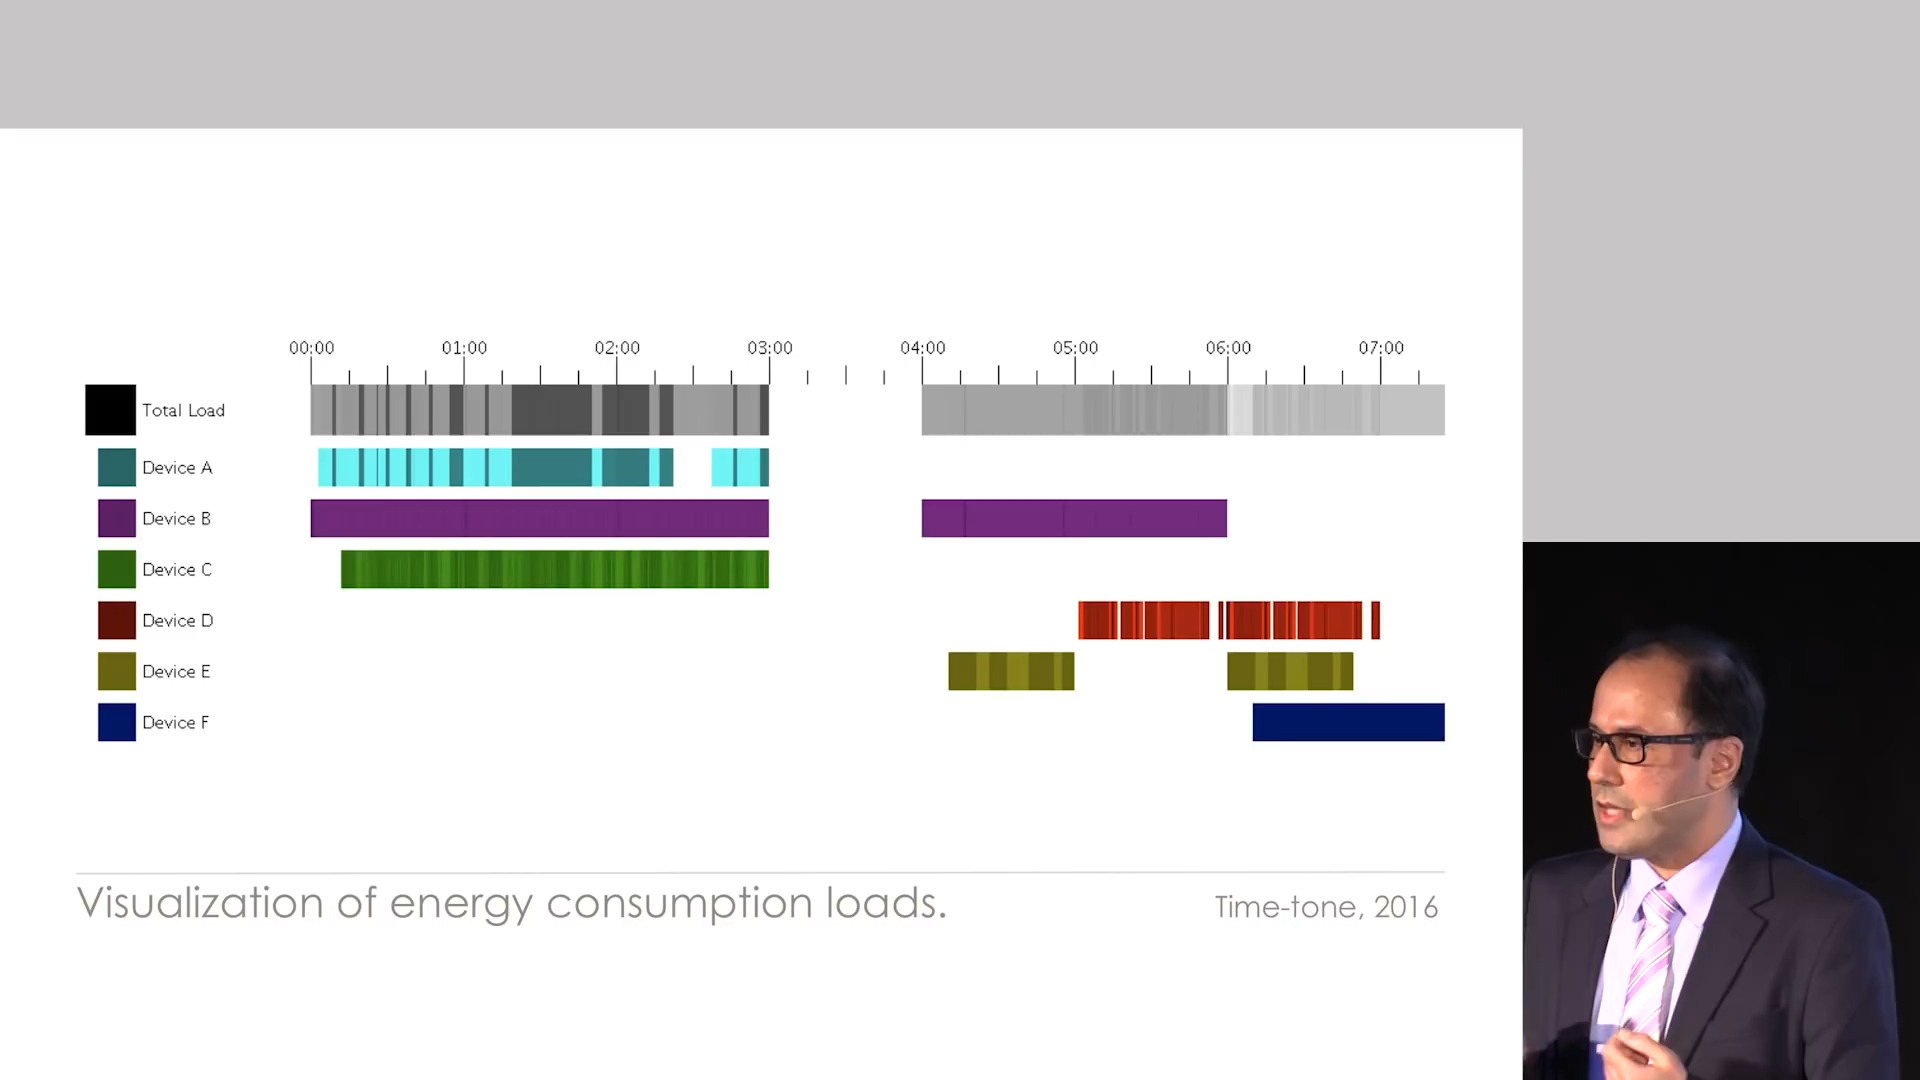 00:00 01:00 02:00 03:00 04:00 05:00 06:00 07:00
Total Load
Device A
Device B
Device C
Device D
Device E
Device F
Visualization of energy consumption loads.
Time-tone, 2016